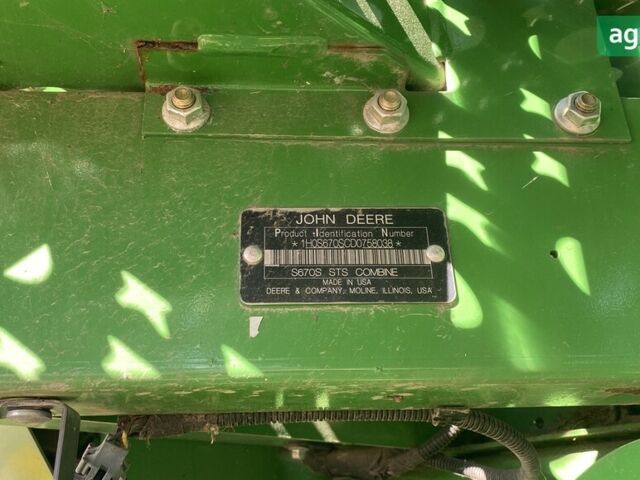 ag
JOHN DEERE
Product Identification Number
*1H0S670SCD0758038*
S670S STS COMBINE
MADE IN USA
DEERE & COMPANY, MOLINE, ILLINOIS, USA